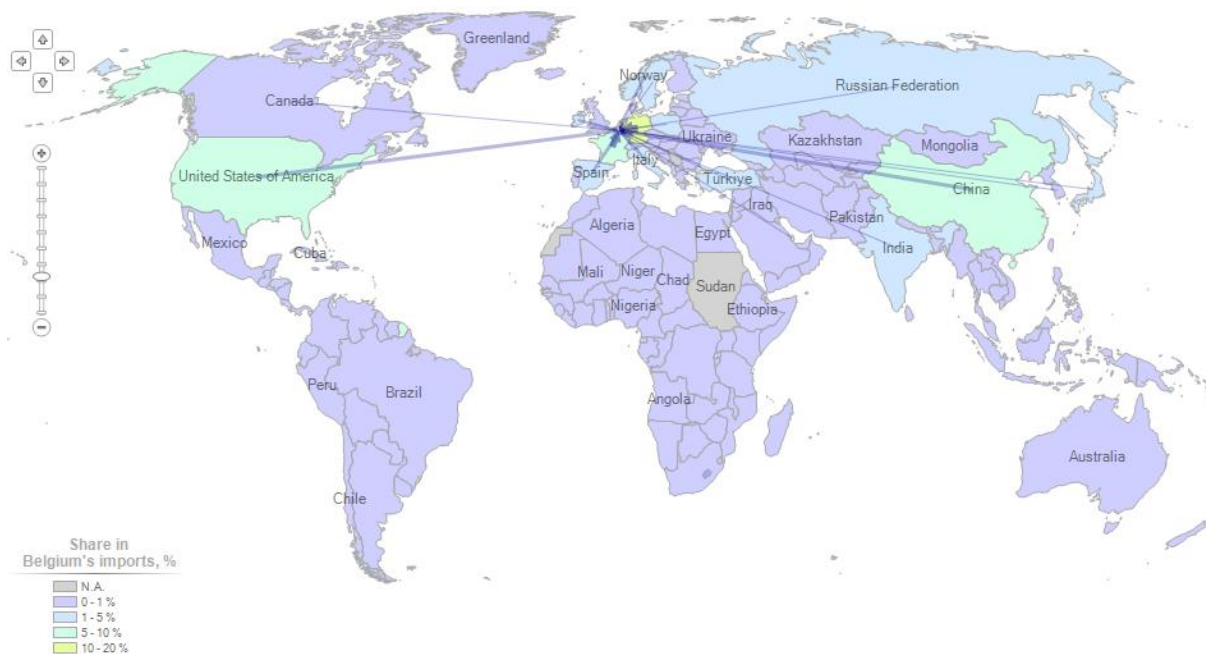 Greenland
Norway
Russian Federation
Canada
Ukraine
Kazakhstan
Mongolia
Italy
Spain
Türkiye
United States of America
China
Iraq
Pakistan
Algeria
Egypt
India
Mexico
Cuba
Mali
Niger
Chad
Sudan
Nigeria
Ethiopia
Peru
Brazil
Angola
Australia
Chile
Share in
Belgium's imports, %
N.A.
0 - 1 %
1 - 5 %
5 - 10 %
10 - 20 %